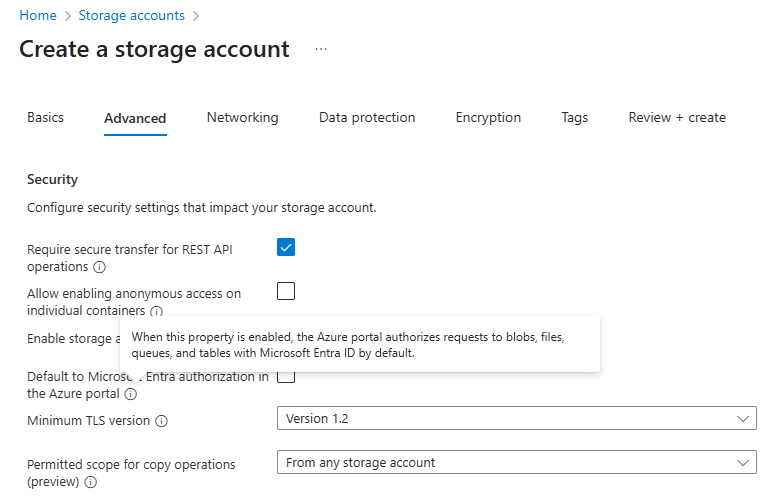 Home > Storage accounts >
Create a storage account ...
Basics Advanced Networking Data protection Encryption Tags Review + create
Security
Configure security settings that impact your storage account.
Require secure transfer for REST API
operations
Allow enabling anonymous access on
individual containers
When this property is enabled, the Azure portal authorizes requests to blobs, files,
Enable storage
queues, and tables with Microsoft Entra ID by default.
Default to Microsoft Entra authorization in
the Azure portal
Minimum TLS version Version 1.2
Permitted scope for copy operations From any storage account
(preview)